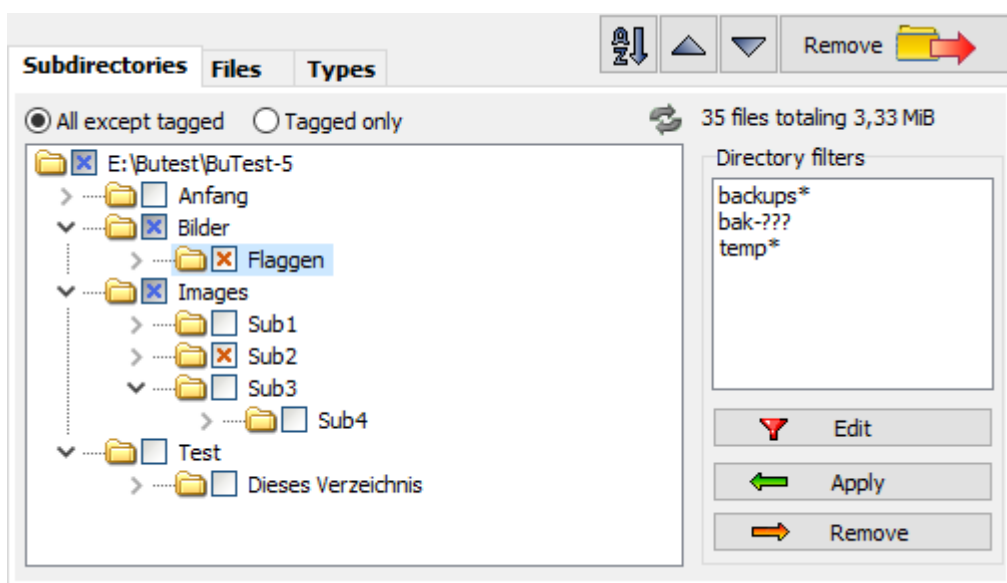 A
Z
Remove
Subdirectories Files Types
All except tagged Tagged only
35 files totaling 3,33 MiB
E:\Butest\BuTest-5
Anfang
Bilder
Flaggen
Images
Sub1
Sub2
Sub3
Sub4
Test
Dieses Verzeichnis
Directory filters
backups*
bak-???
temp*
Edit
Apply
Remove